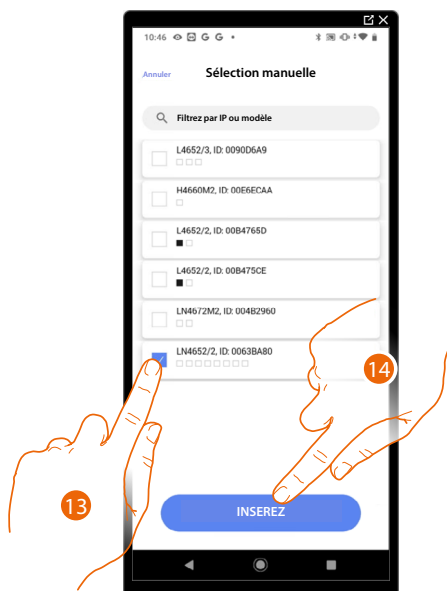 10:46 G G
Annuler Sélection manuelle
Filtrez par IP ou modèle
L4652/3, ID: 0090D6A9
H4660M2, ID: 00E6ECAA
L4652/2, ID: 00B4765D
L4652/2, ID: 00B475CE
LN4672M2, ID: 004B2960
LN4652/2, ID: 0063BA80
14
13
INSEREZ